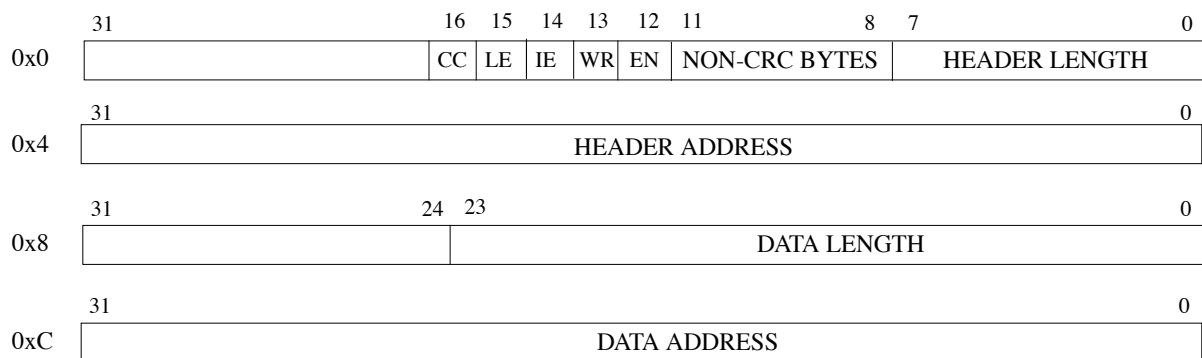 31 16 15 14 13 12 11 8 7 0
0x0 CC LE IE WR EN NON-CRC BYTES HEADER LENGTH
31 0
0x4 HEADER ADDRESS
31 24 23 0
0x8 DATA LENGTH
31 0
0xC DATA ADDRESS